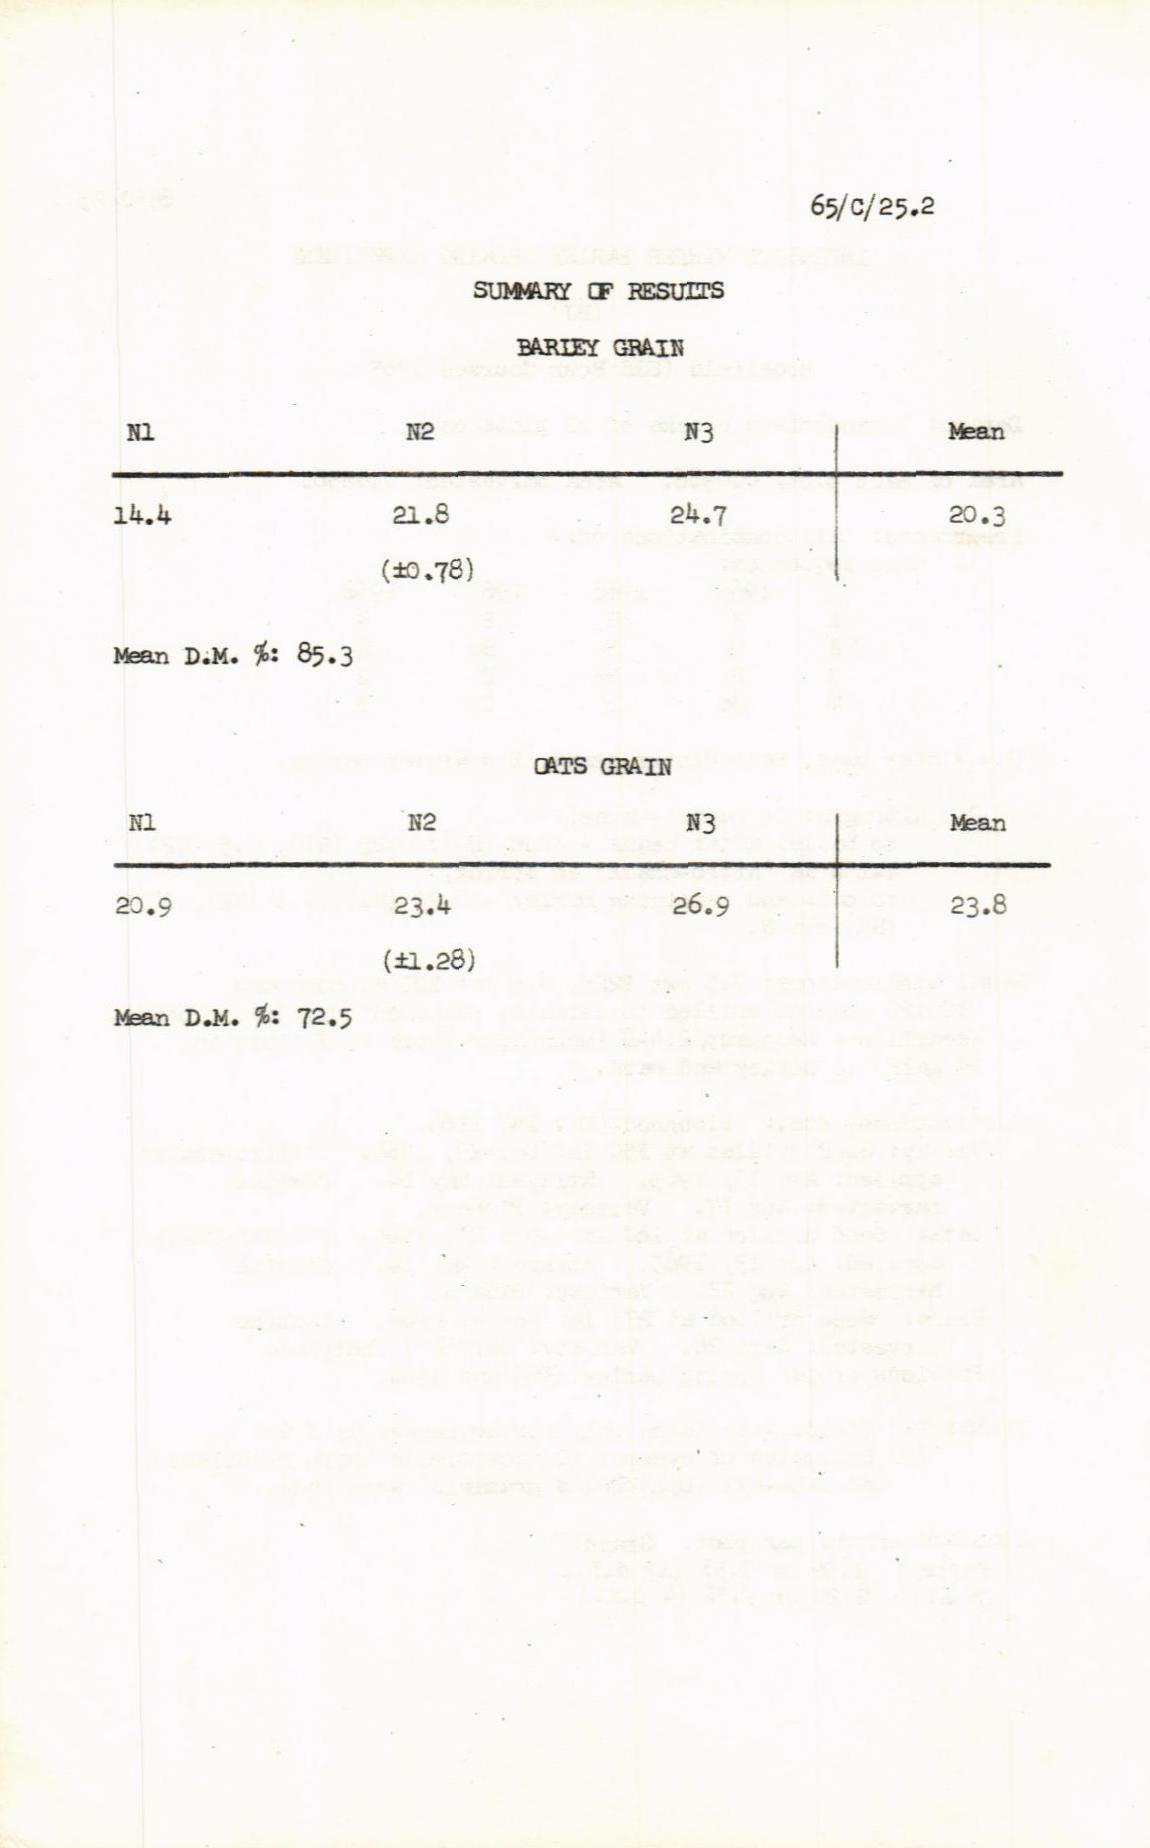 65/C/25.2
SUMMARY OF RESULTS
BARLEY GRAIN
N1 N2 N3 Mean
14.4 21.8 24.7 20.3
(±0.78)
Mean D.M. %: 85.3
OATS GRAIN
N1 N2 N3 Mean
20.9 23.4 26.9 23.8
(±1.28)
Mean D.M. %: 72.5